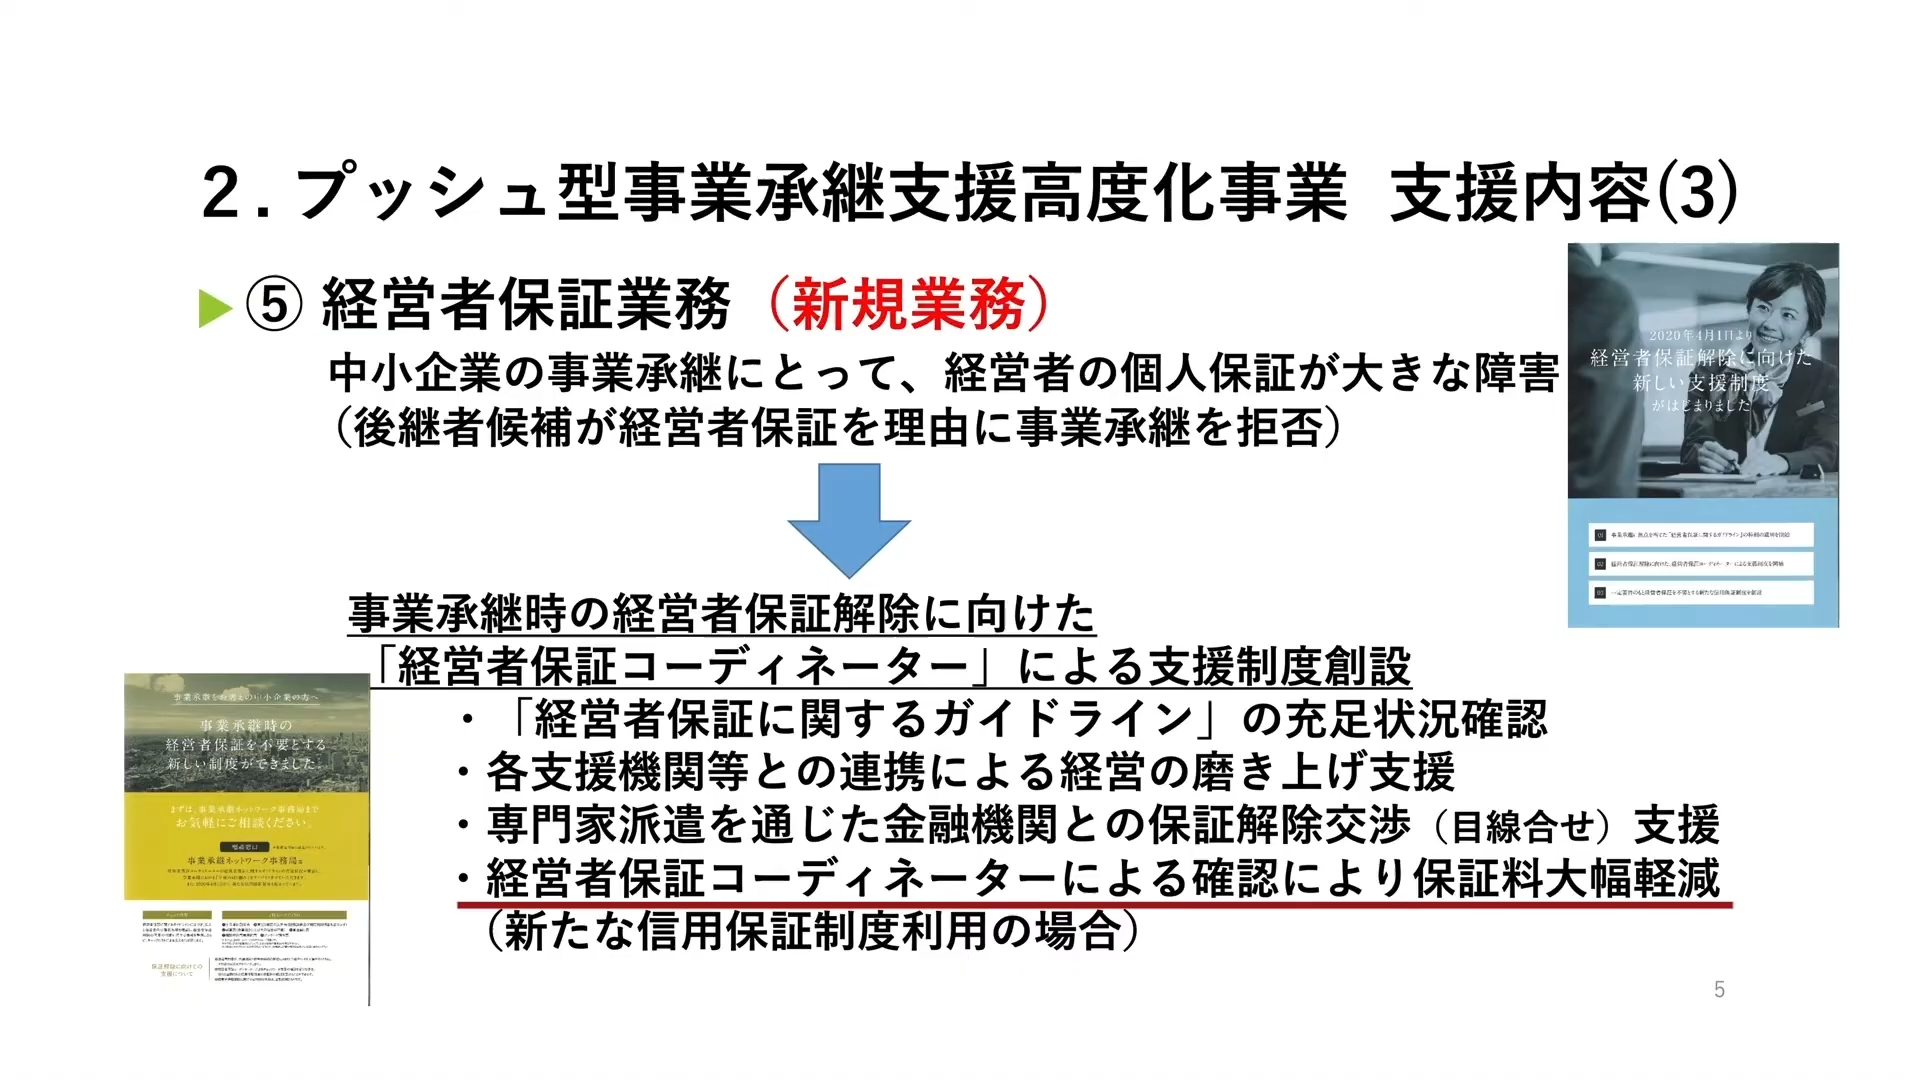 2.プッシュ型事業承継支援高度化事業 支援内容(3)
⑤ 経営者保証業務（新規業務）
中小企業の事業承継にとって、経営者の個人保証が大きな障害
（後継者候補が経営者保証を理由に事業承継を拒否）
2020年4月1日より
経営者保証解除に向けた
新しい支援制度
がはじまりました
01
02
03
事業承継時の経営者保証解除に向けた
「経営者保証コーディネーター」による支援制度創設
・「経営者保証に関するガイドライン」の充足状況確認
・各支援機関等との連携による経営の磨き上げ支援
・専門家派遣を通じた金融機関との保証解除交渉（目線合せ）支援
・経営者保証コーディネーターによる確認により保証料大幅軽減
（新たな信用保証制度利用の場合）
事業承継時の
経営者保証を不要とする
新しい制度ができました。
まずは、事業承継ネットワーク事務局まで
お気軽にご相談ください。
事業承継ネットワーク事務局
保証解除に向けての
支援について
5